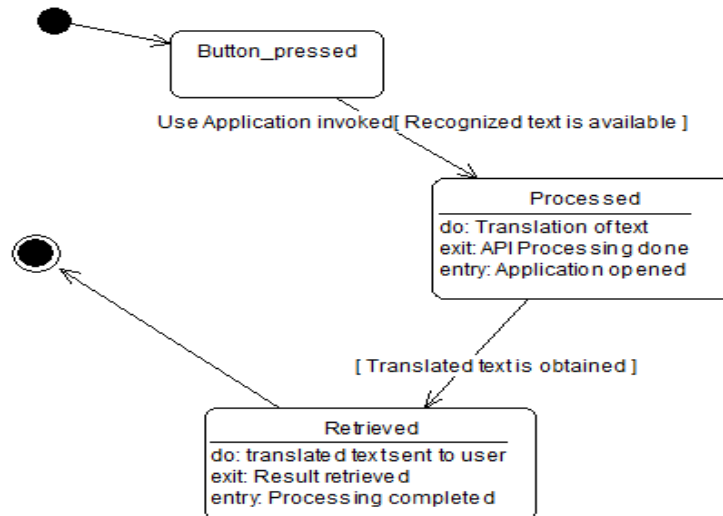 Button_pressed
Use Application invoked[ Recognized text is available ]
Processed
do: Translation of text
exit: API Processing done
entry: Application opened
[ Translated text is obtained ]
Retrieved
do: translated text sent to user
exit: Result retrieved
entry: Processing completed